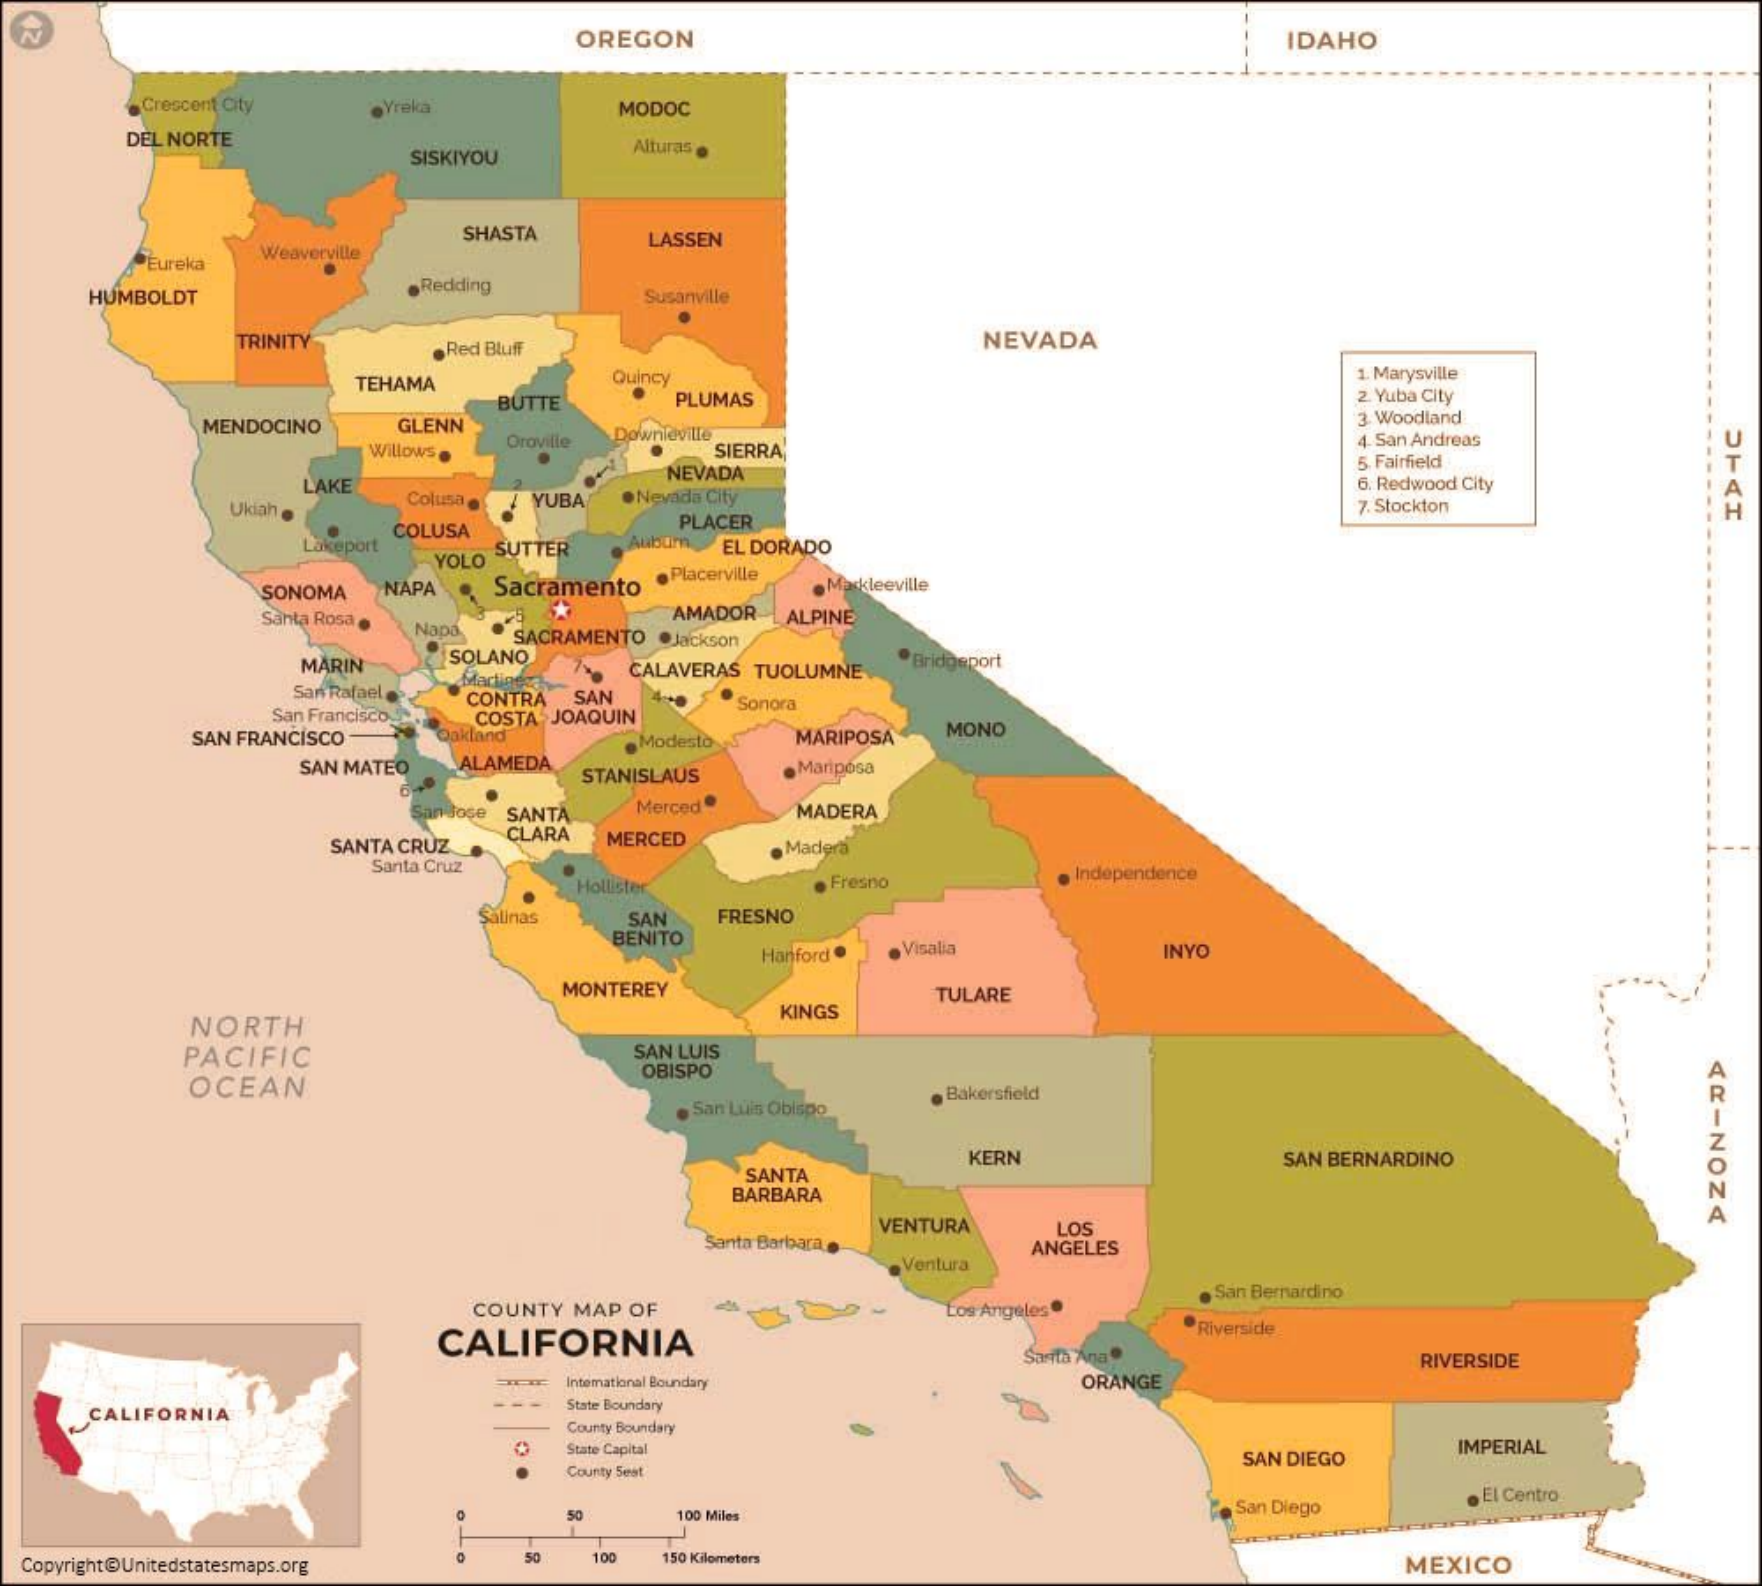 N
OREGON
IDAHO
Crescent City
DEL NORTE
Yreka
SISKIYOU
MODOC
Alturas
SHASTA
LASSEN
Weaverville
Eureka
Redding
HUMBOLDT
Susanville
TRINITY
NEVADA
Red Bluff
TEHAMA
Quincy
PLUMAS
BUTTE
1. Marysville
2. Yuba City
3. Woodland
4. San Andreas
5. Fairfield
6. Redwood City
7. Stockton
UTAH
MENDOCINO
GLENN
Willows
Oroville
Downieville
SIERRA
NEVADA
1
LAKE
2
Colusa
YUBA
Nevada City
Ukiah
COLUSA
PLACER
Lakeport
SUTTER
Auburn
EL DORADO
YOLO
Placerville
SONOMA
NAPA
Sacramento
Markleeville
Santa Rosa
3
5
AMADOR
ALPINE
Napa
SACRAMENTO
Jackson
SOLANO
MARIN
7
CALAVERAS
TUOLUMNE
Bridgeport
Martinez
San Rafael
CONTRA
COSTA
SAN
JOAQUIN
4
Sonora
San Francisco
SAN FRANCISCO
Oakland
Modesto
MARIPOSA
MONO
SAN MATEO
ALAMEDA
STANISLAUS
Mariposa
6
San Jose
SANTA
CLARA
Merced
MERCED
MADERA
SANTA CRUZ
Santa Cruz
Madera
Hollister
Fresno
Independence
Salinas
SAN
BENITO
FRESNO
Hanford
Visalia
INYO
MONTEREY
KINGS
TULARE
NORTH
PACIFIC
OCEAN
SAN LUIS
OBISPO
San Luis Obispo
Bakersfield
KERN
SAN BERNARDINO
ARIZONA
SANTA
BARBARA
Santa Barbara
VENTURA
Ventura
LOS
ANGELES
Los Angeles
San Bernardino
Riverside
RIVERSIDE
Santa Ana
ORANGE
SAN DIEGO
San Diego
IMPERIAL
El Centro
MEXICO
COUNTY MAP OF
CALIFORNIA
International Boundary
State Boundary
County Boundary
State Capital
County Seat
0 50 100 Miles
0 50 100 150 Kilometers
CALIFORNIA
Copyright©Unitedstatesmaps.org